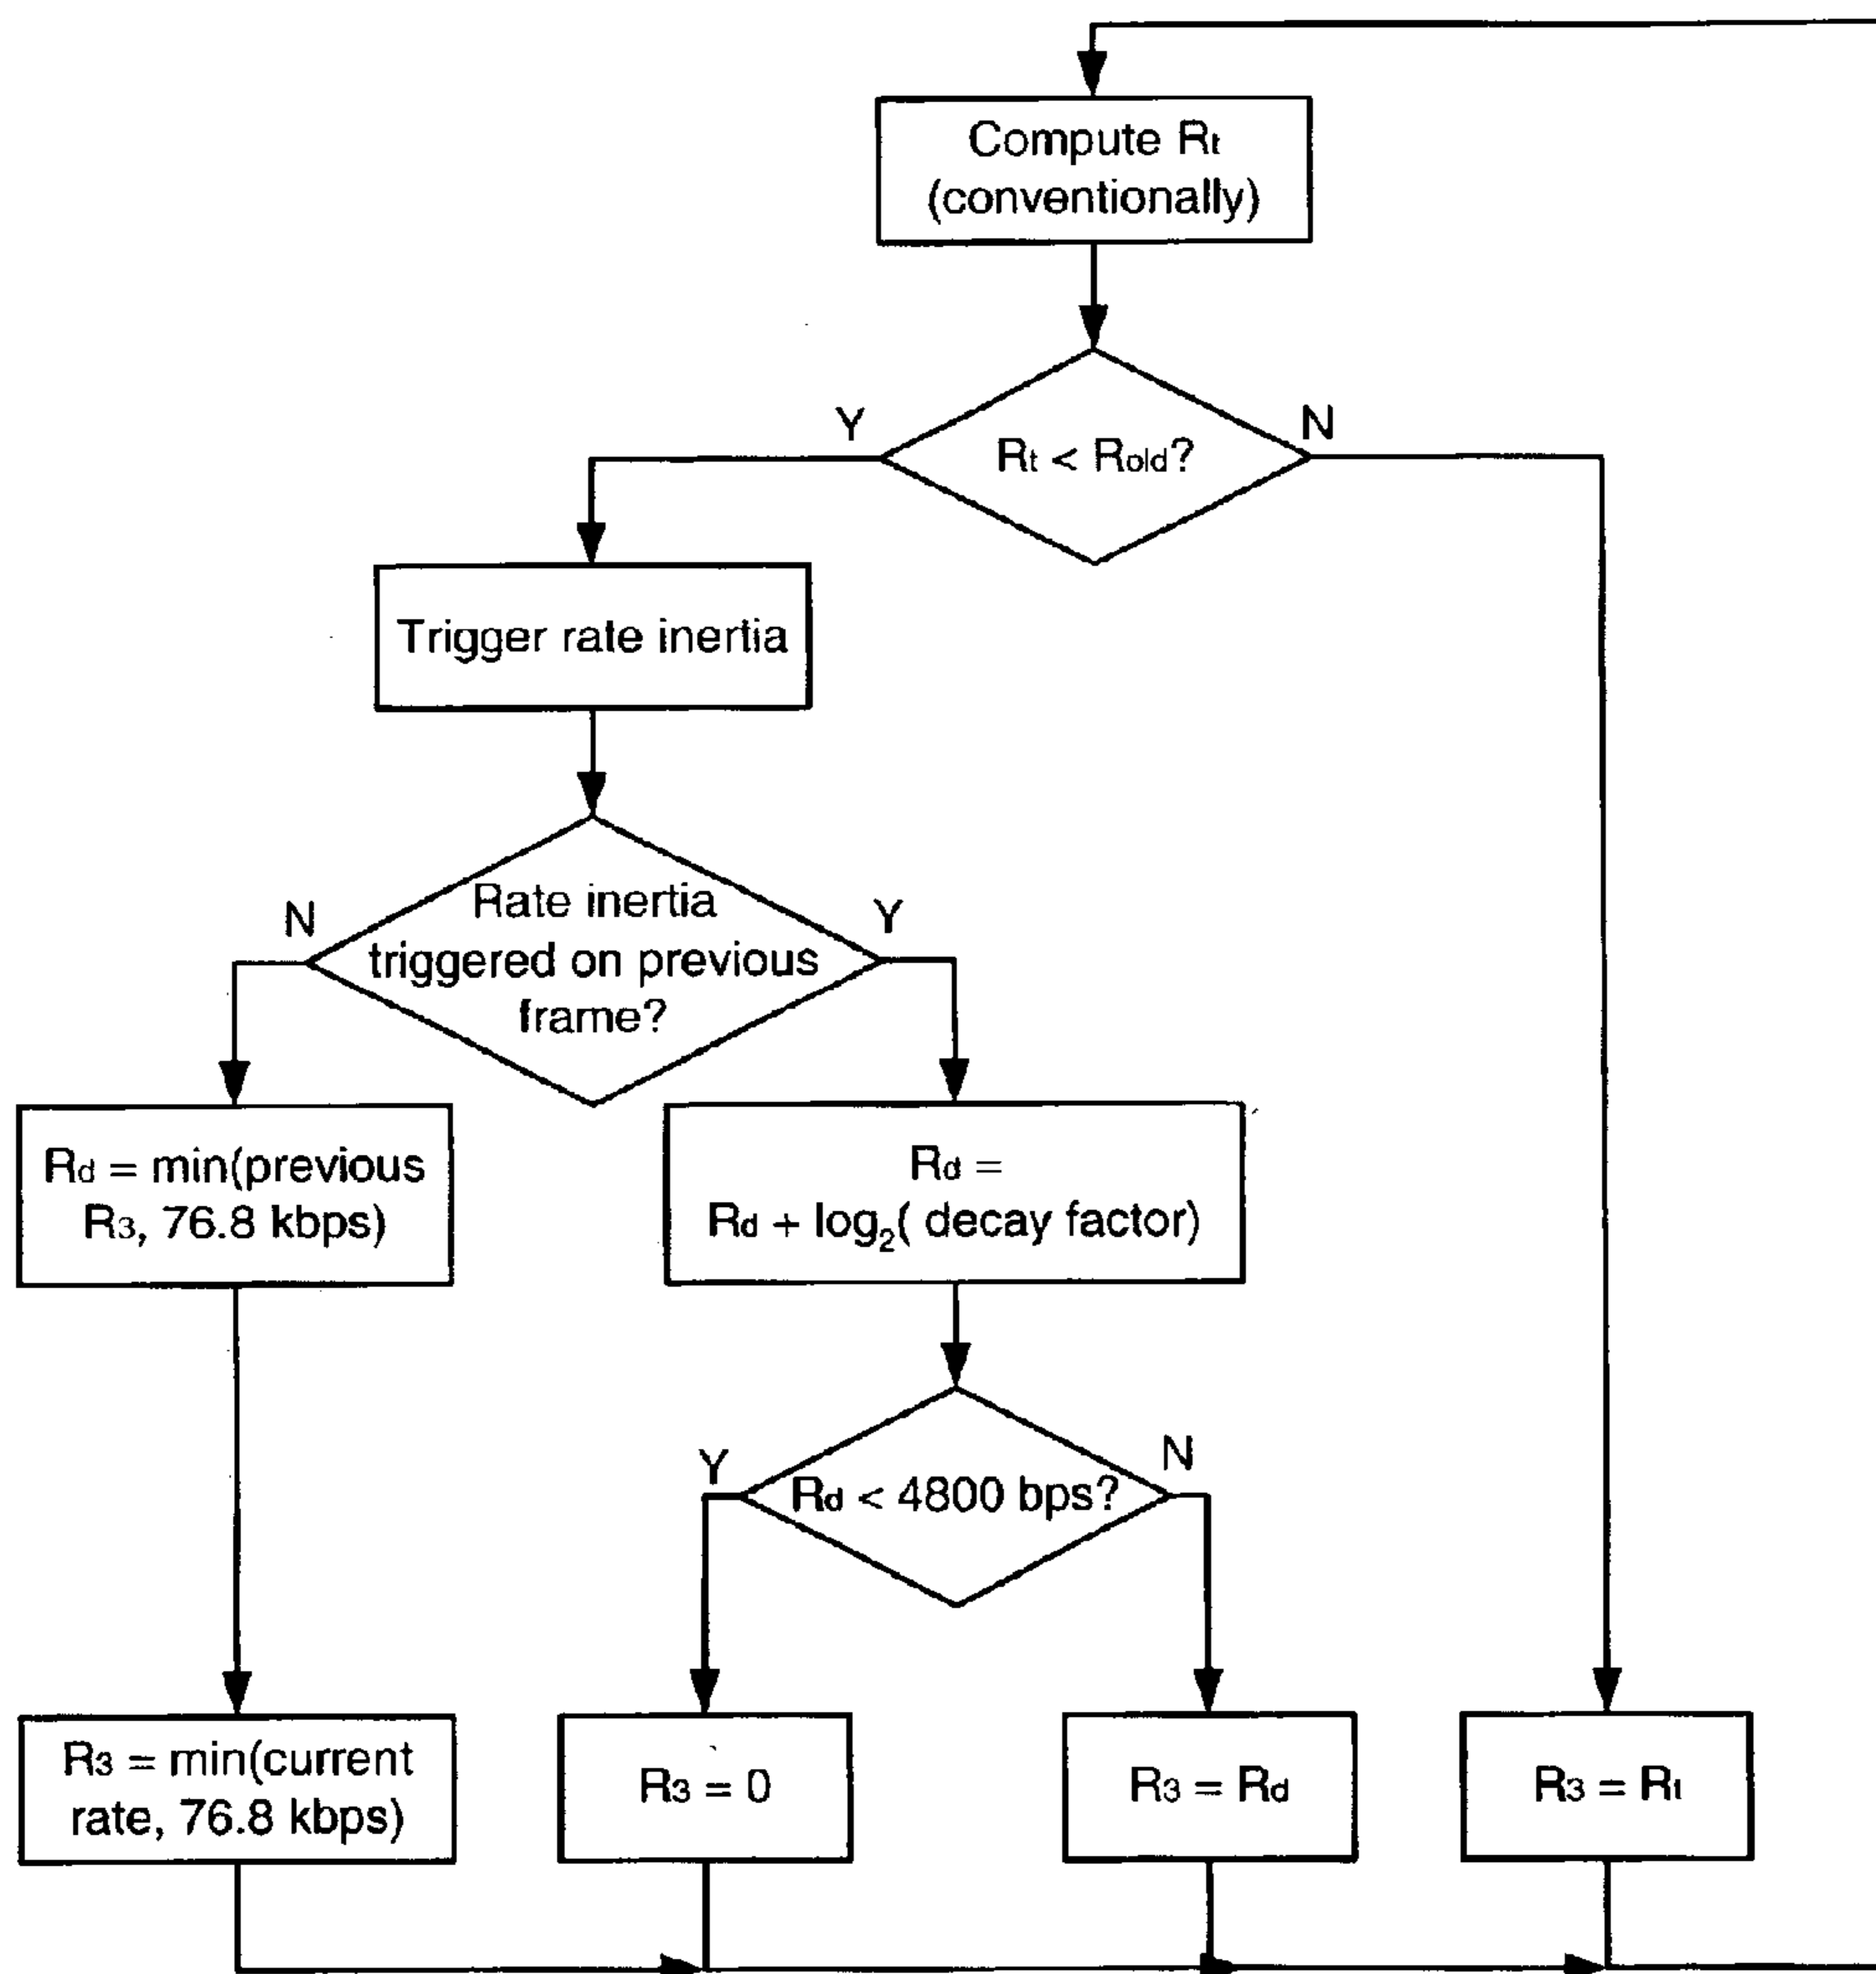 Compute Rt
(conventionally)
Y
N
Rt < Rold?
Trigger rate inertia
Rate inertia
triggered on previous
frame?
N
Y
Rd = min(previous
R3, 76.8 kbps)
Rd =
Rd + log2( decay factor)
Y
N
Rd < 4800 bps?
R3 = min(current
rate, 76.8 kbps)
R3 = 0
R3 = Rd
R3 = Rt